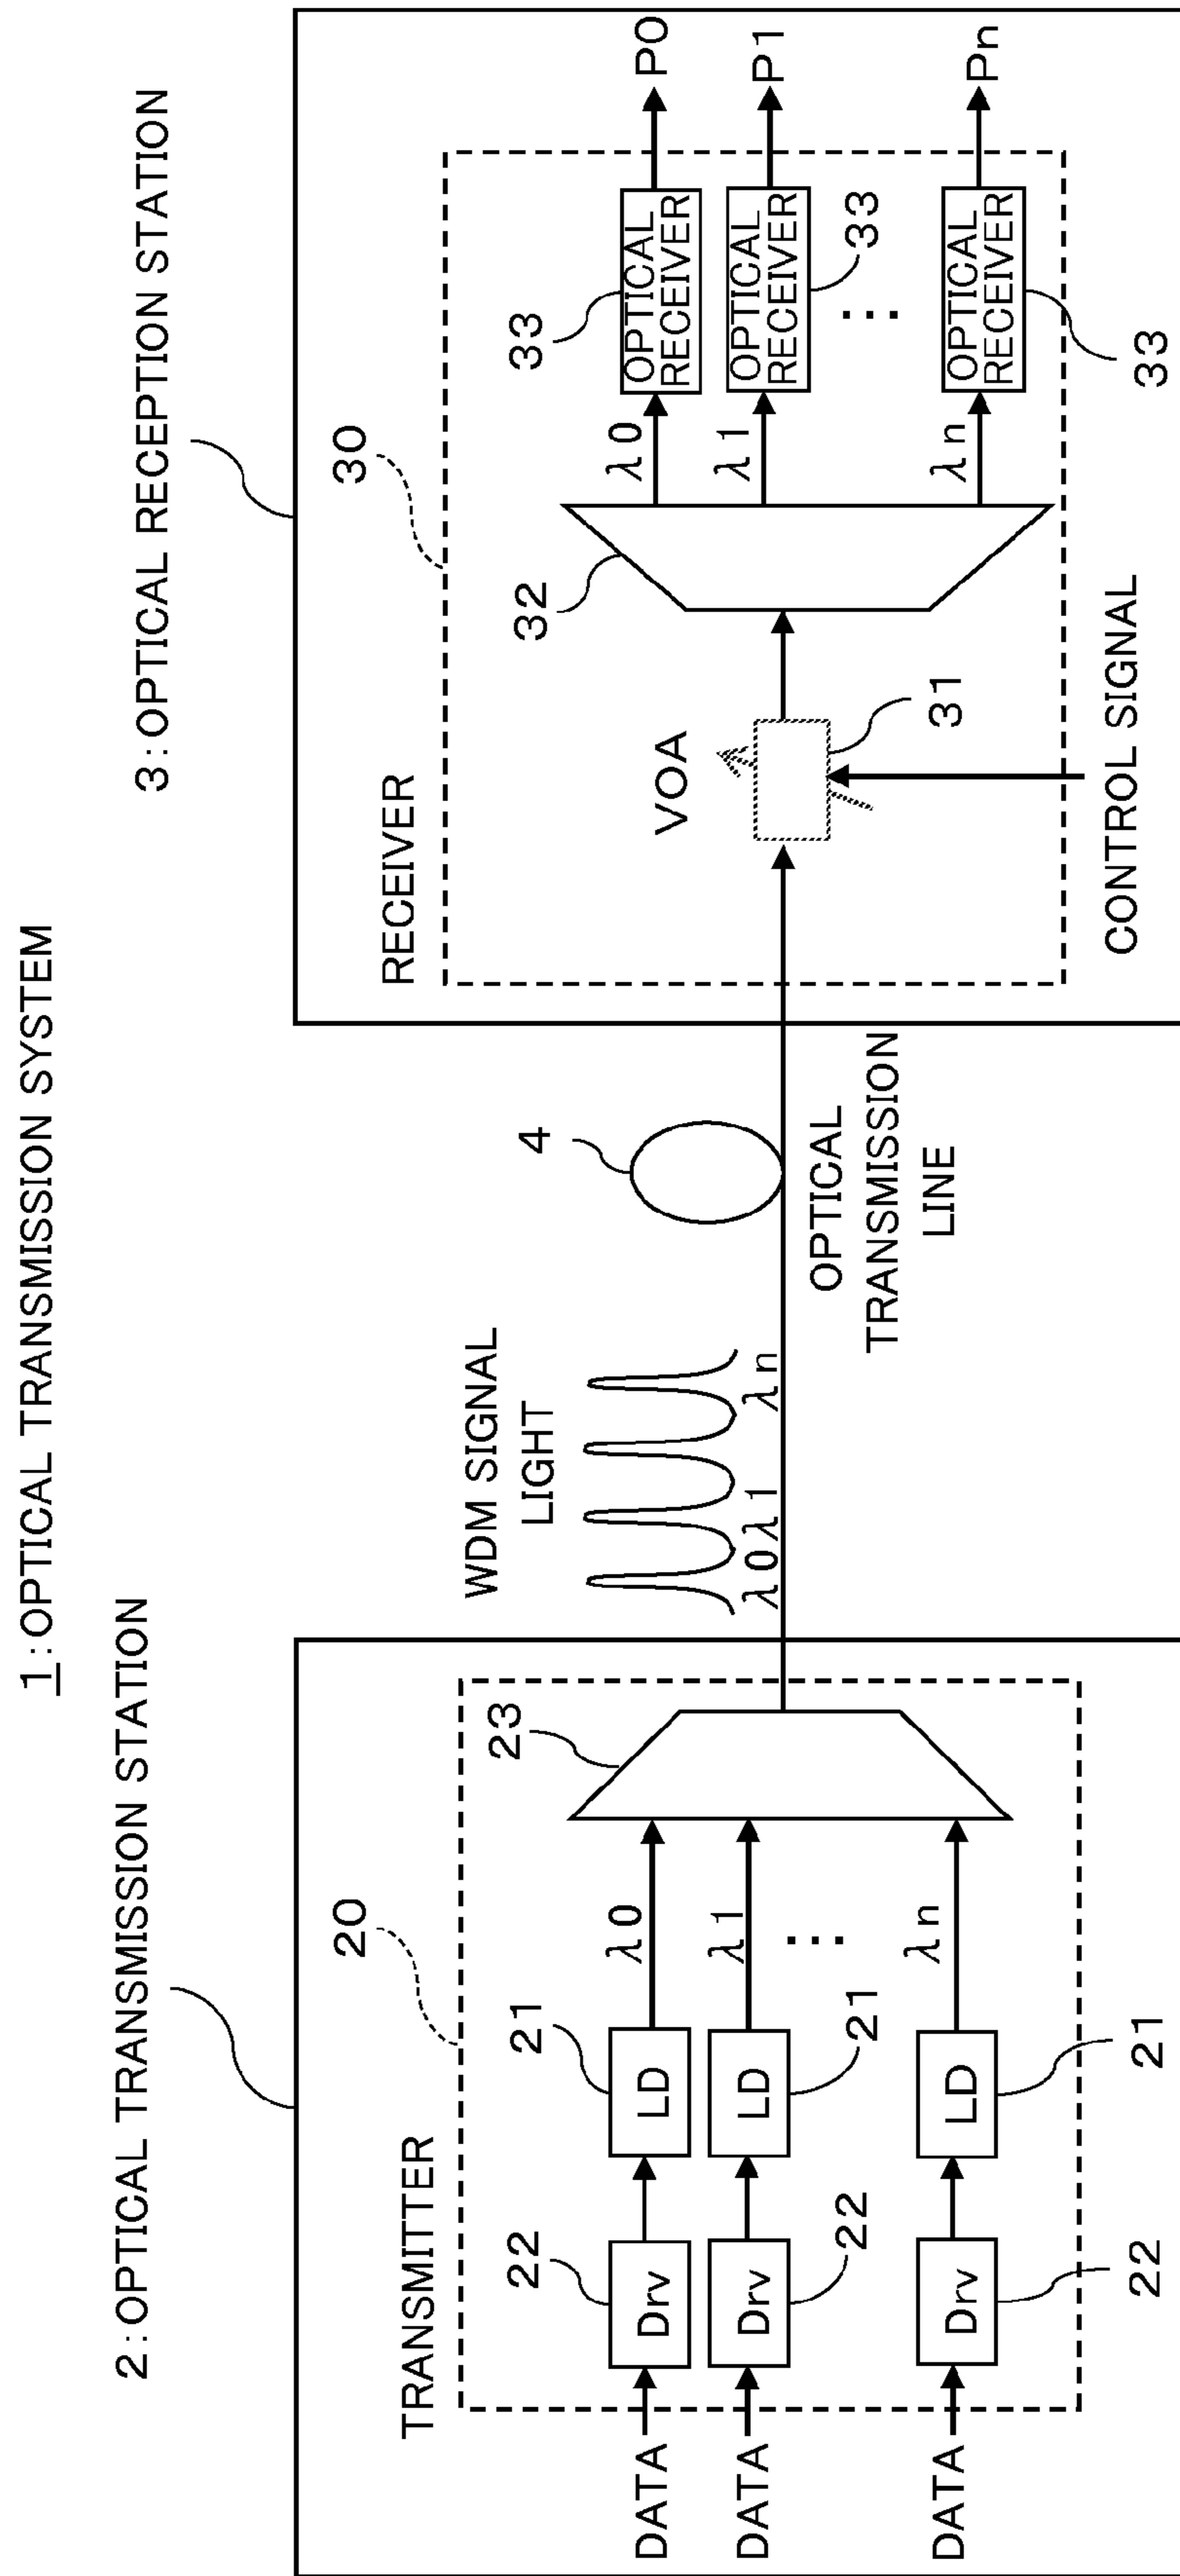 1:OPTICAL TRANSMISSION SYSTEM
2:OPTICAL TRANSMISSION STATION
3:OPTICAL RECEPTION STATION
TRANSMITTER
20
DATA
Drv
22
LD
21
λ0
DATA
Drv
22
LD
21
λ1
⋮
DATA
Drv
22
LD
21
λn
23
WDM SIGNAL
LIGHT
λ0 λ1 λn
4
OPTICAL
TRANSMISSION
LINE
RECEIVER
30
VOA
31
CONTROL SIGNAL
32
λ0
33
OPTICAL
RECEIVER
P0
λ1
OPTICAL
RECEIVER
33
P1
⋮
λn
OPTICAL
RECEIVER
33
Pn